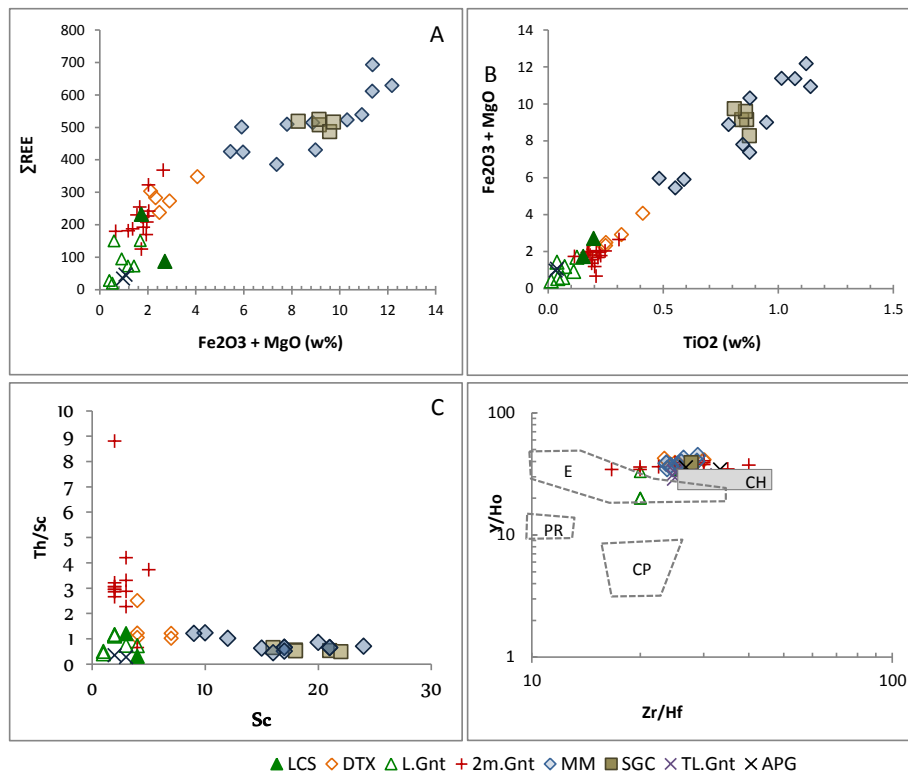 A
ΣREE
800
700
600
500
400
300
200
100
0
0 2 4 6 8 10 12 14
Fe2O3 + MgO (w%)
B
Fe2O3 + MgO
14
12
10
8
6
4
2
0
0.0 0.5 1.0 1.5
TiO2 (w%)
C
Th/Sc
10
9
8
7
6
5
4
3
2
1
0
0 10 20 30
Sc
Y/Ho
100
10
1
E
CH
PR
CP
10 100
Zr/Hf
LCS DTX L.Gnt 2m.Gnt MM SGC TL.Gnt APG